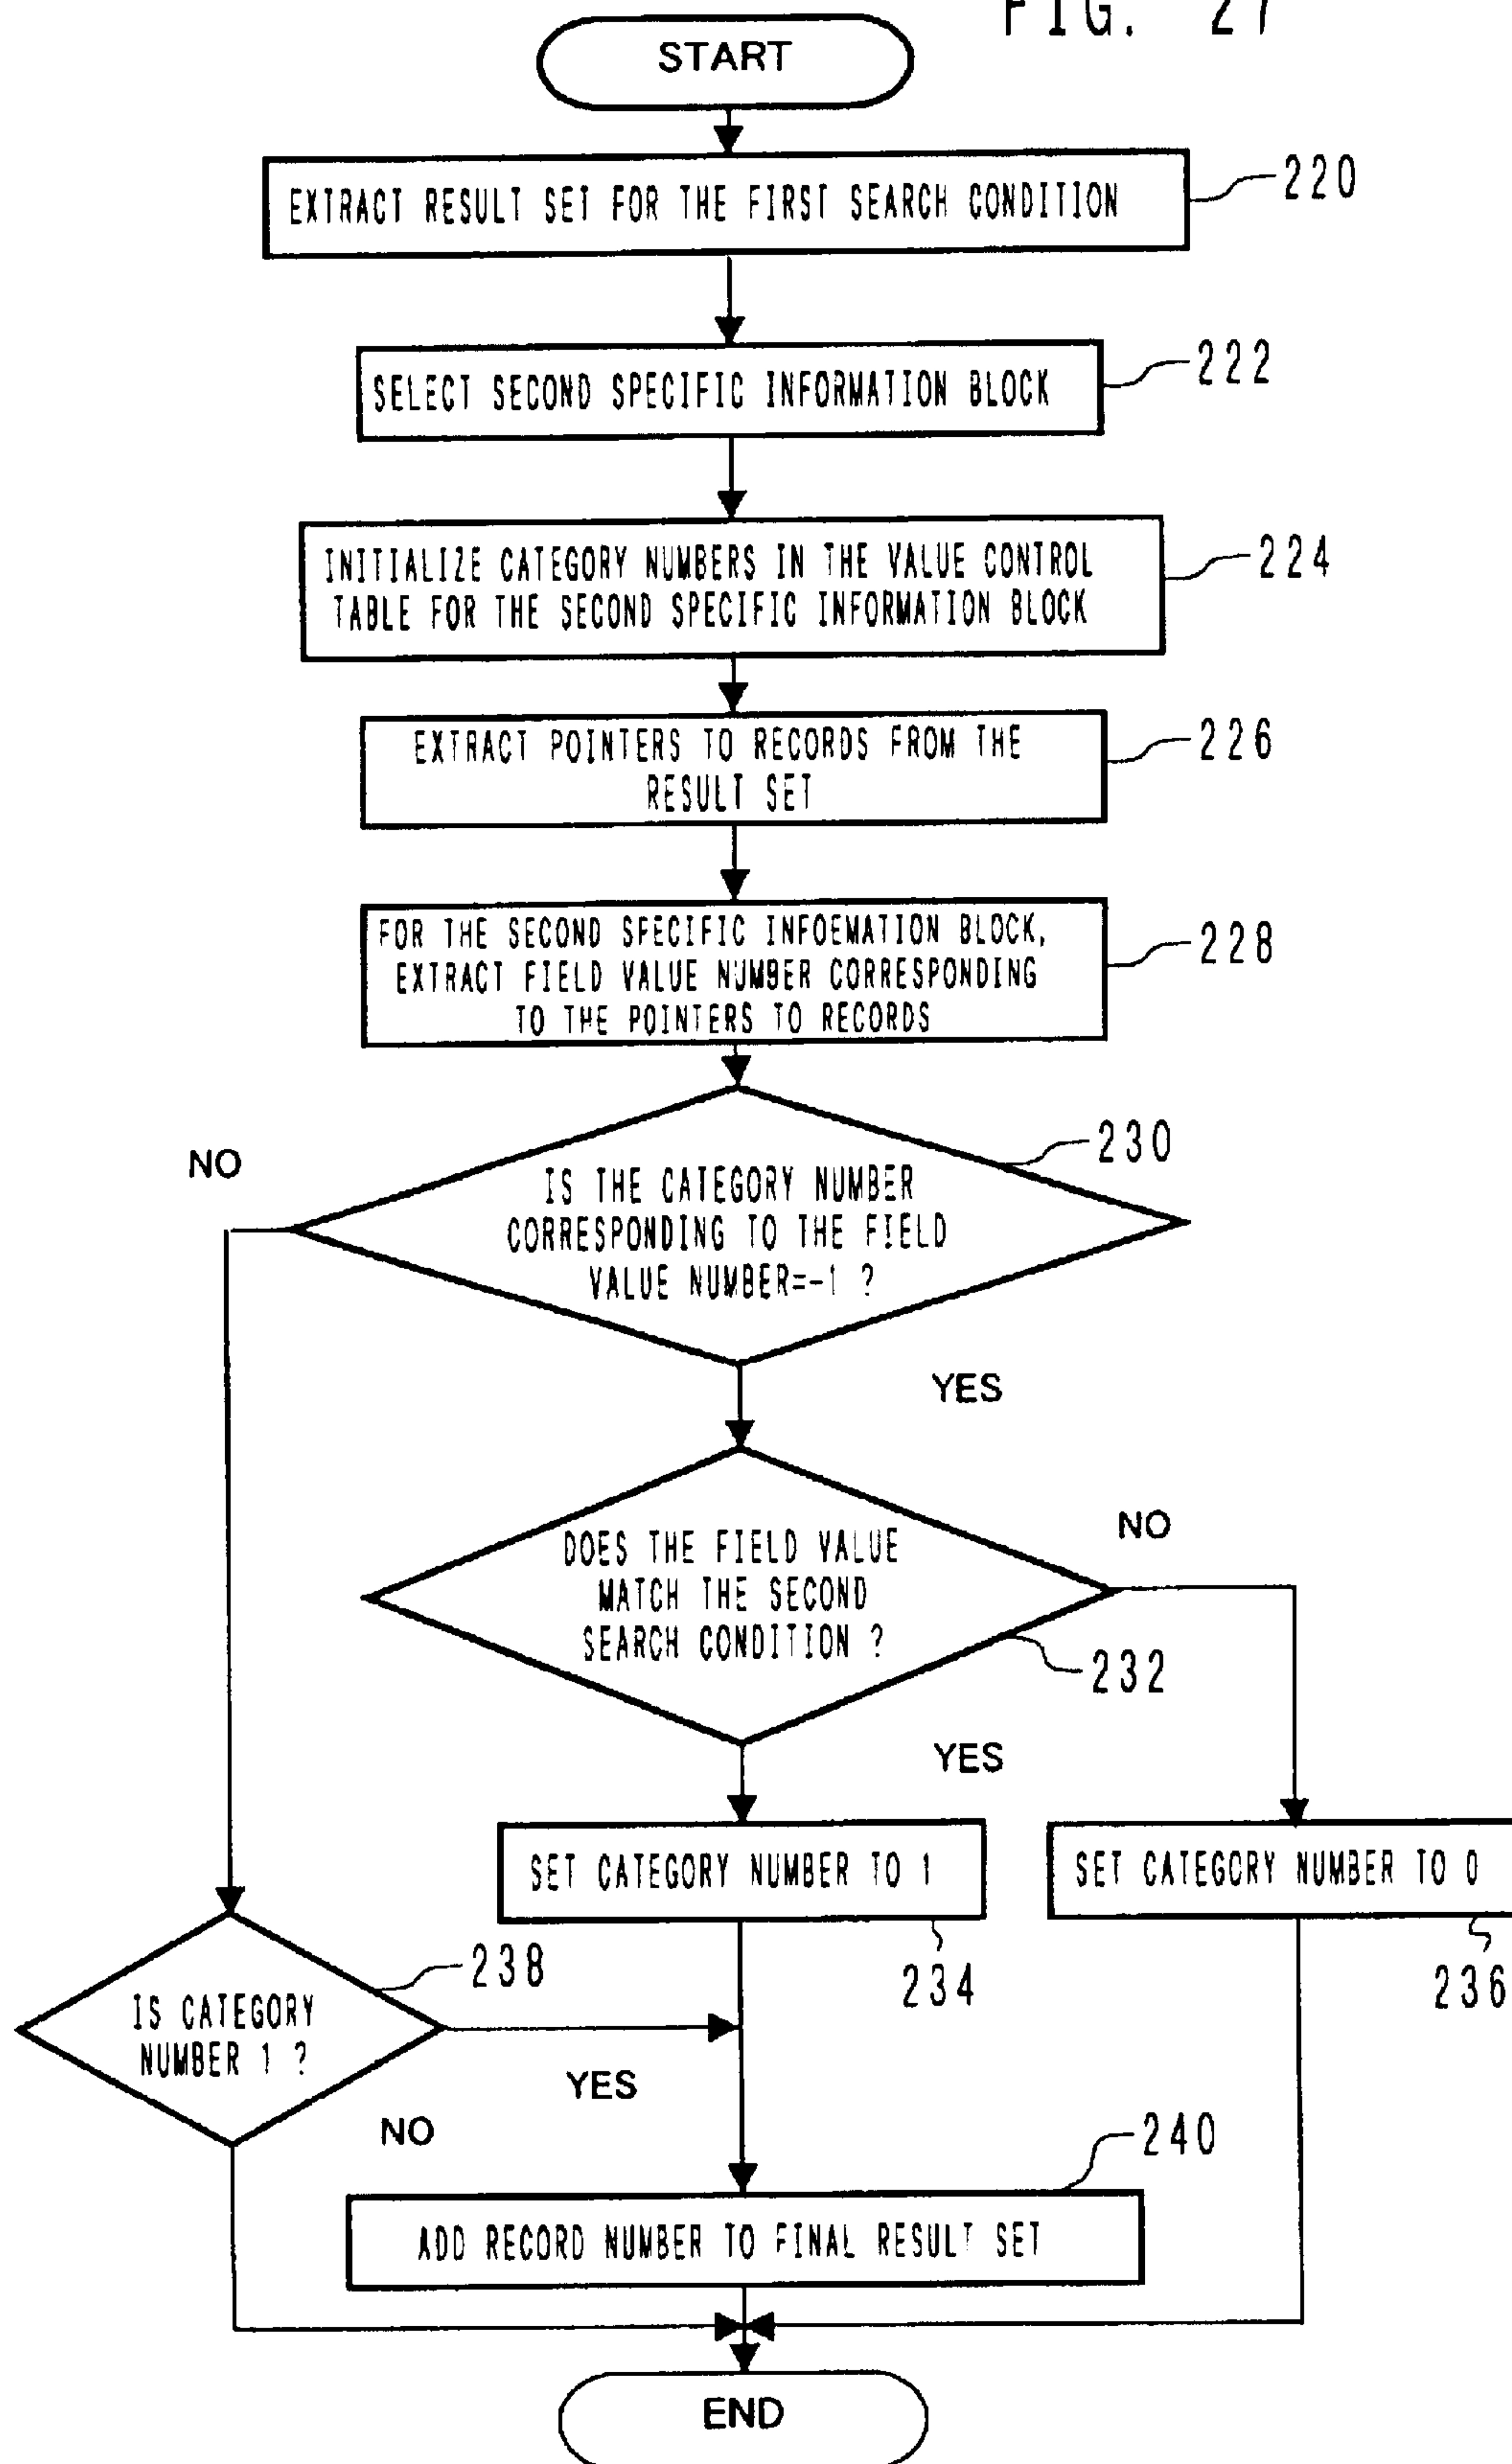 FIG. 27
START
EXTRACT RESULT SET FOR THE FIRST SEARCH CONDITION
220
SELECT SECOND SPECIFIC INFORMATION BLOCK
222
INITIALIZE CATEGORY NUMBERS IN THE VALUE CONTROL
TABLE FOR THE SECOND SPECIFIC INFORMATION BLOCK
224
EXTRACT POINTERS TO RECORDS FROM THE
RESULT SET
226
FOR THE SECOND SPECIFIC INFOEMATION BLOCK,
EXTRACT FIELD VALUE NUMBER CORRESPONDING
TO THE POINTERS TO RECORDS
228
NO
230
IS THE CATEGORY NUMBER
CORRESPONDING TO THE FIELD
VALUE NUMBER=-1 ?
YES
NO
DOES THE FIELD VALUE
MATCH THE SECOND
SEARCH CONDITION ?
232
YES
SET CATEGORY NUMBER TO 1
SET CATEGORY NUMBER TO 0
234
236
238
IS CATEGORY
NUMBER 1 ?
YES
NO
240
ADD RECORD NUMBER TO FINAL RESULT SET
END